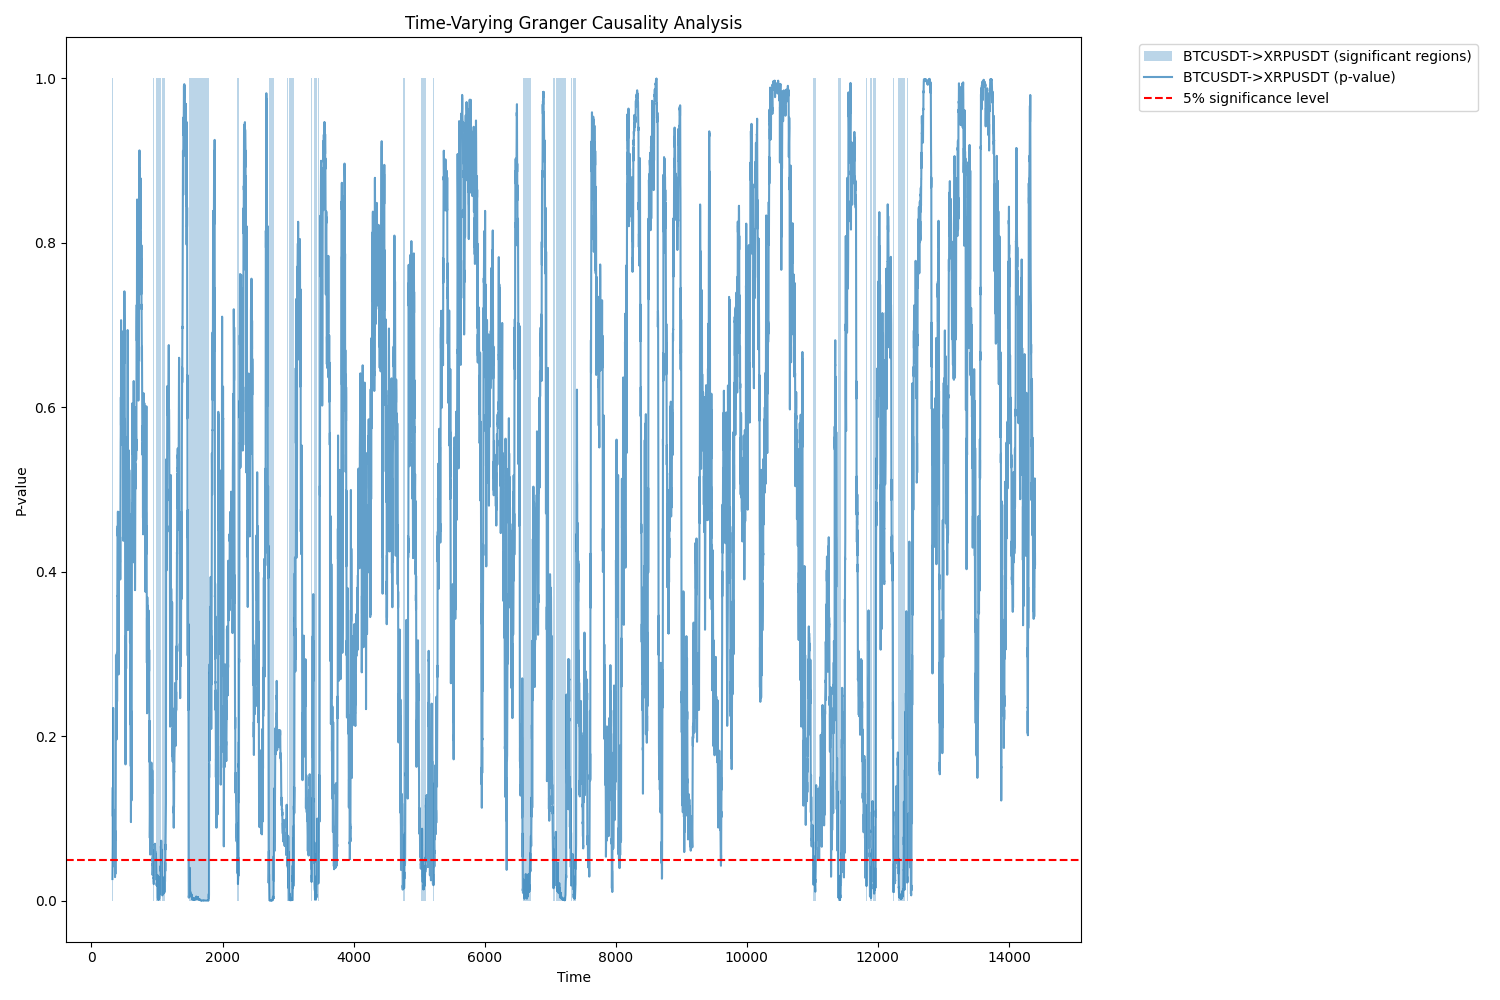 Time-Varying Granger Causality Analysis
BTCUSDT->XRPUSDT (significant regions)
BTCUSDT->XRPUSDT (p-value)
5% significance level
1.0
0.8
0.6
0.4
0.2
0.0
P-value
0 2000 4000 6000 8000 10000 12000 14000
Time